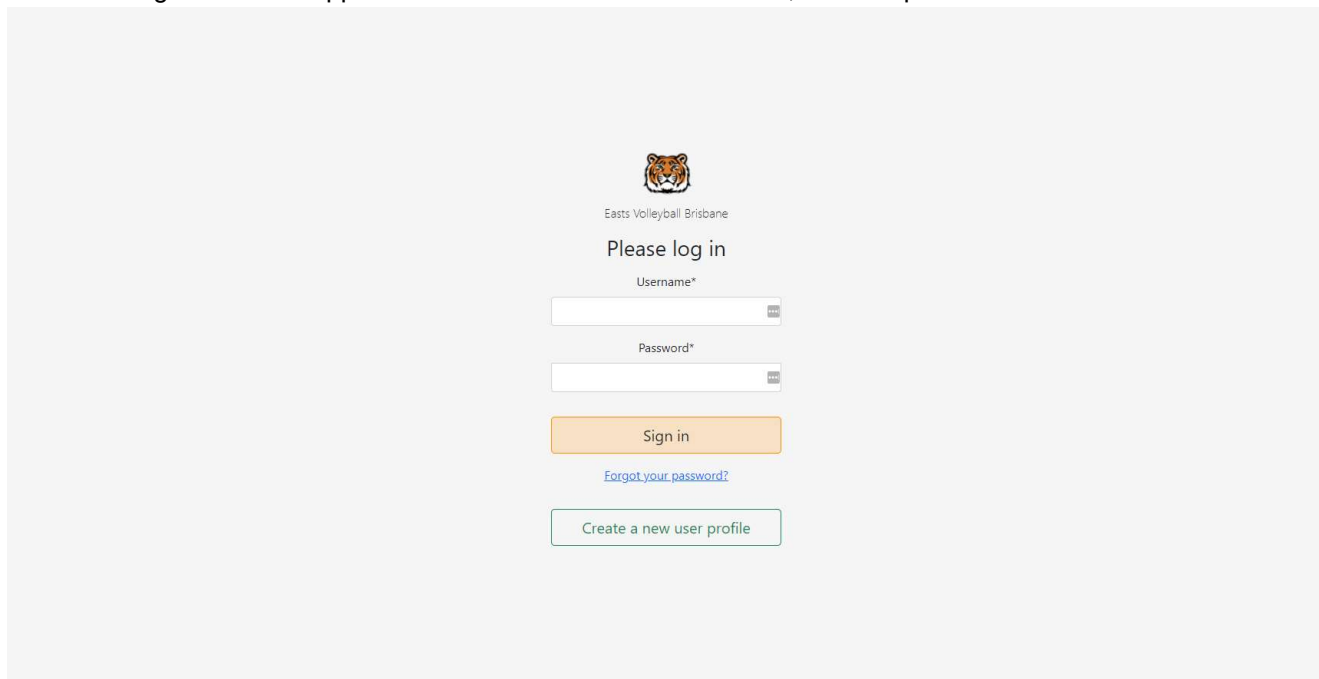 Easts Volleyball Brisbane
Please log in
Username*
Password*
Sign in
Forgot your password?
Create a new user profile